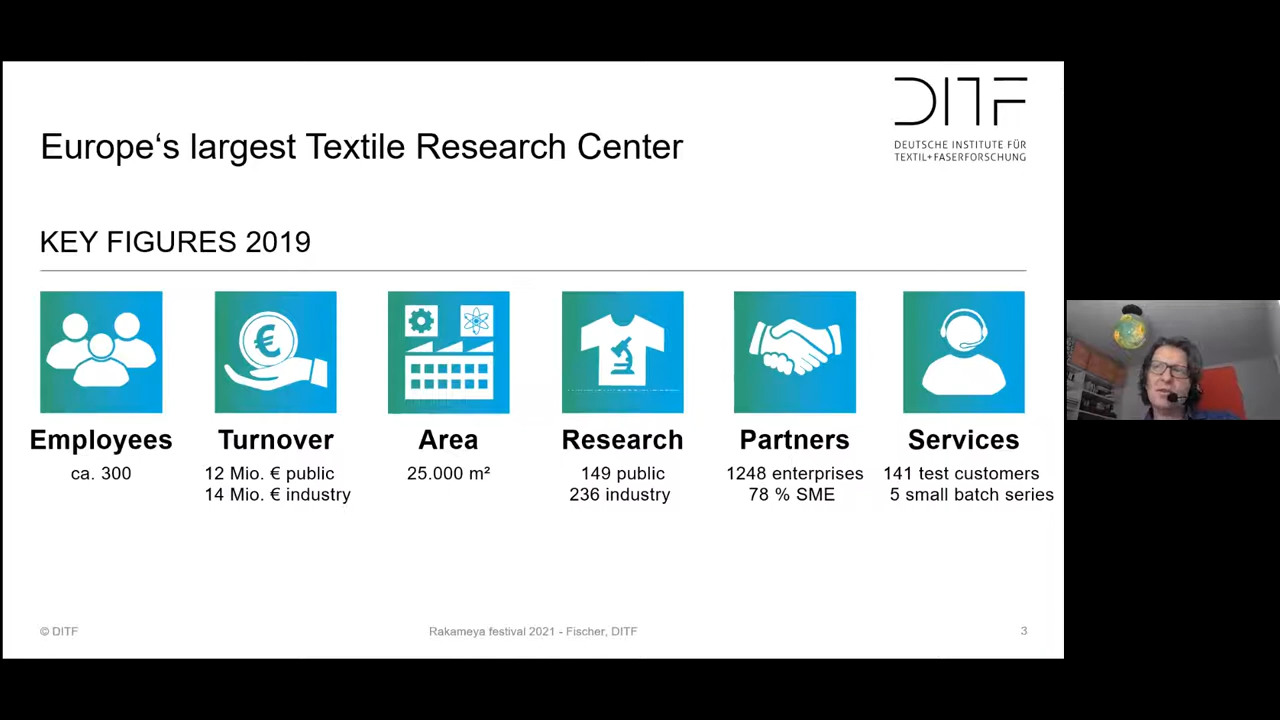 DITF
DEUTSCHE INSTITUTE FÜR
TEXTIL+FASERFORSCHUNG
Europe‘s largest Textile Research Center
KEY FIGURES 2019
€
Employees
ca. 300
Turnover
12 Mio. € public
14 Mio. € industry
Area
25.000 m²
Research
149 public
236 industry
Partners
1248 enterprises
78 % SME
Services
141 test customers
5 small batch series
© DITF
Rakameya festival 2021 - Fischer, DITF
3